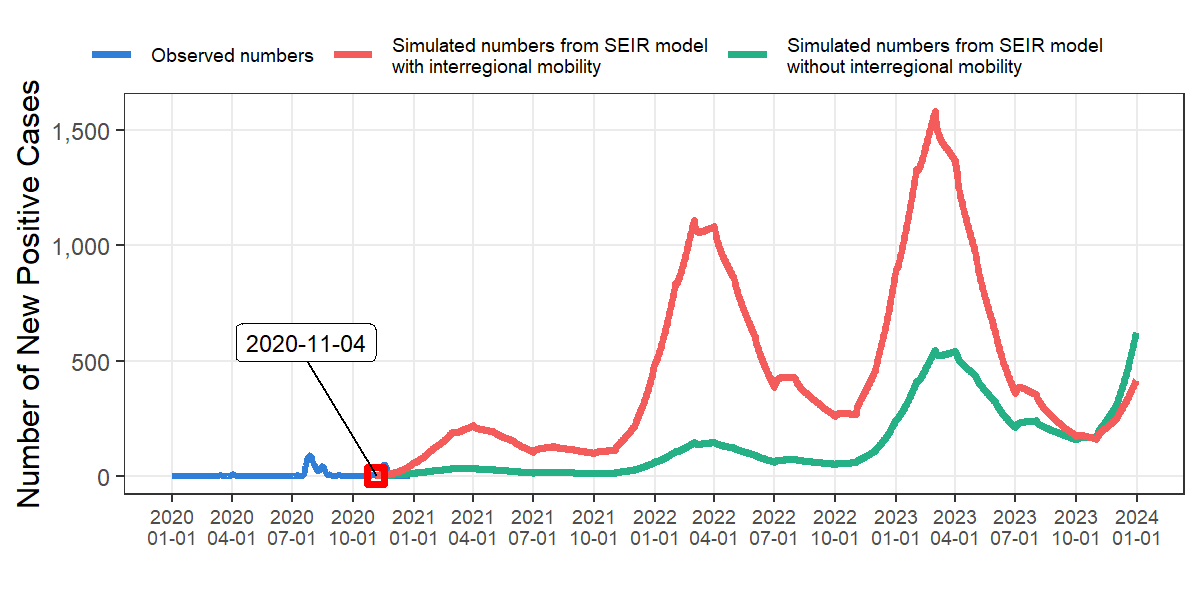 Observed numbers
Simulated numbers from SEIR model
with interregional mobility
Simulated numbers from SEIR model
without interregional mobility
Number of New Positive Cases
1,500
1,000
500
0
2020-11-04
2020 2020 2020 2020 2021 2021 2021 2021 2022 2022 2022 2022 2023 2023 2023 2023 2024
01-01 04-01 07-01 10-01 01-01 04-01 07-01 10-01 01-01 04-01 07-01 10-01 01-01 04-01 07-01 10-01 01-01